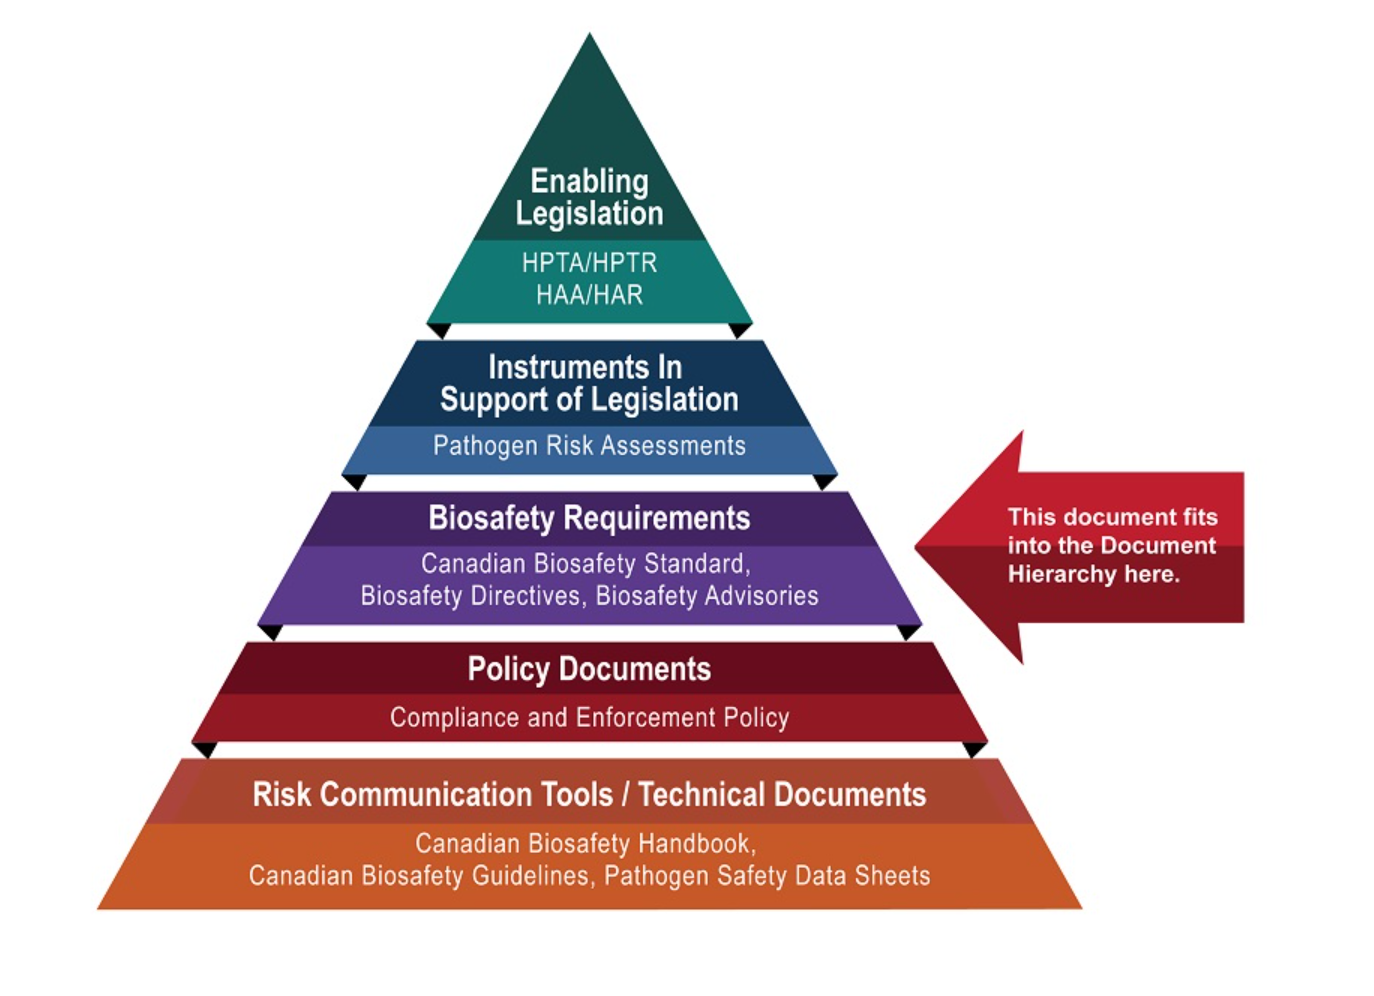 Enabling
Legislation
HPTA/HPTR
HAA/HAR
Instruments In
Support of Legislation
Pathogen Risk Assessments
Biosafety Requirements
Canadian Biosafety Standard,
Biosafety Directives, Biosafety Advisories
This document fits
into the Document
Hierarchy here.
Policy Documents
Compliance and Enforcement Policy
Risk Communication Tools / Technical Documents
Canadian Biosafety Handbook,
Canadian Biosafety Guidelines, Pathogen Safety Data Sheets